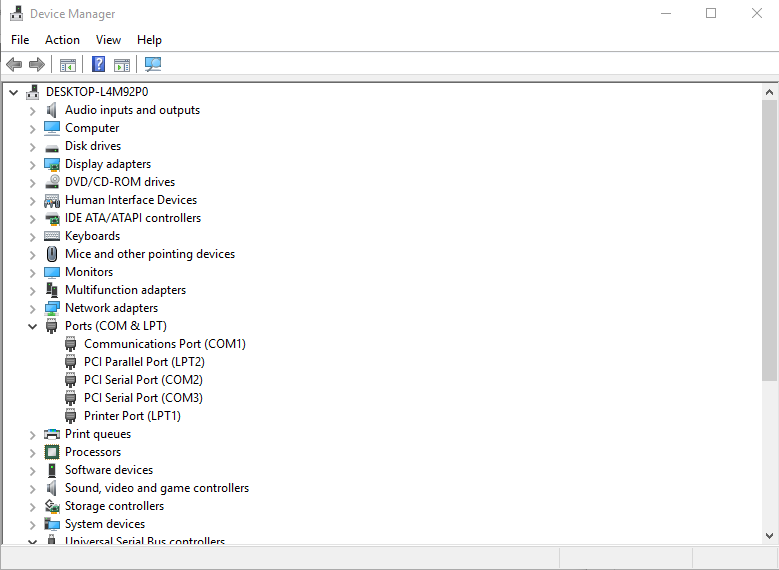 Device Manager
File Action View Help
DESKTOP-L4M92P0
Audio inputs and outputs
Computer
Disk drives
Display adapters
DVD/CD-ROM drives
Human Interface Devices
IDE ATA/ATAPI controllers
Keyboards
Mice and other pointing devices
Monitors
Multifunction adapters
Network adapters
Ports (COM & LPT)
Communications Port (COM1)
PCI Parallel Port (LPT2)
PCI Serial Port (COM2)
PCI Serial Port (COM3)
Printer Port (LPT1)
Print queues
Processors
Software devices
Sound, video and game controllers
Storage controllers
System devices
Universal Serial Bus controllers